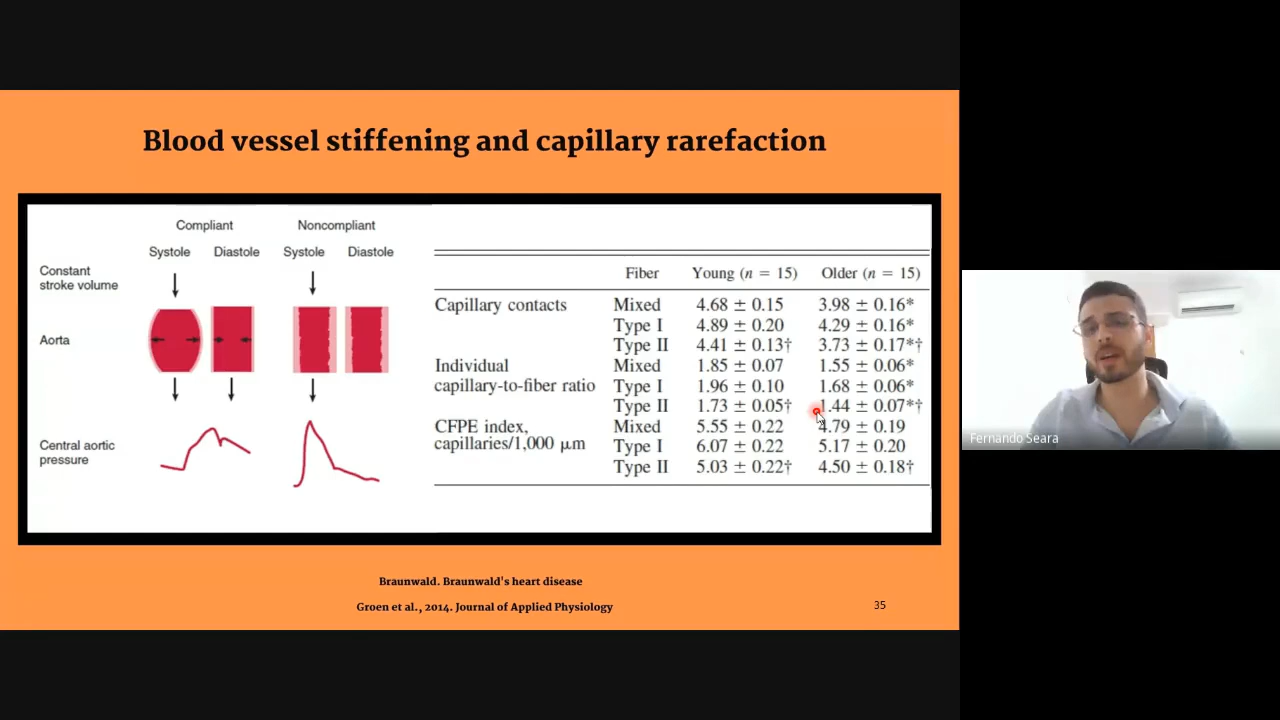 Blood vessel stiffening and capillary rarefaction
Compliant Noncompliant
Systole Diastole Systole Diastole
Constant
stroke volume
Aorta
Central aortic
pressure
Fiber Young (n = 15) Older (n = 15)
Capillary contacts Mixed 4.68 ± 0.15 3.98 ± 0.16*
Type I 4.89 ± 0.20 4.29 ± 0.16*
Type II 4.41 ± 0.13† 3.73 ± 0.17*†
Individual Mixed 1.85 ± 0.07 1.55 ± 0.06*
capillary-to-fiber ratio Type I 1.96 ± 0.10 1.68 ± 0.06*
Type II 1.73 ± 0.05† 1.44 ± 0.07*†
CFPE index, Mixed 5.55 ± 0.22 4.79 ± 0.19
capillaries/1,000 μm Type I 6.07 ± 0.22 5.17 ± 0.20
Type II 5.03 ± 0.22† 4.50 ± 0.18†
Braunwald. Braunwald's heart disease
Groen et al., 2014. Journal of Applied Physiology
35
Fernando Seara